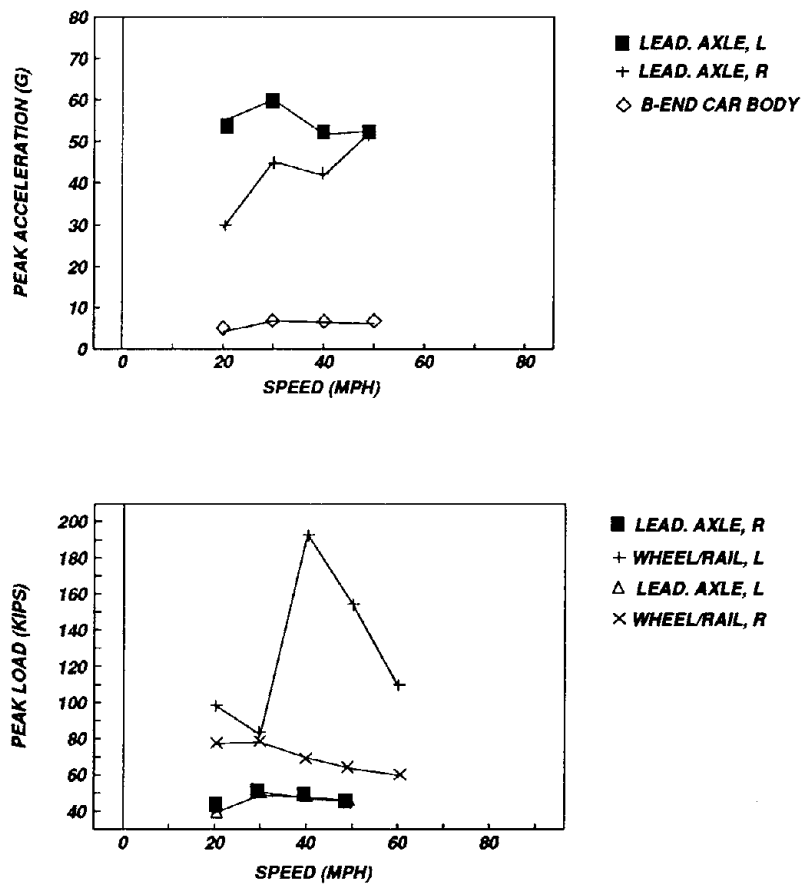 80
70
60
50
40
30
20
10
0
PEAK ACCELERATION (G)
0
20
40
60
80
SPEED (MPH)
LEAD. AXLE, L
LEAD. AXLE, R
B-END CAR BODY
200
180
160
140
110
100
80
60
40
PEAK LOAD (KIPS)
0
20
40
60
80
SPEED (MPH)
LEAD. AXLE, R
WHEEL/RAIL, L
LEAD. AXLE, L
WHEEL/RAIL, R